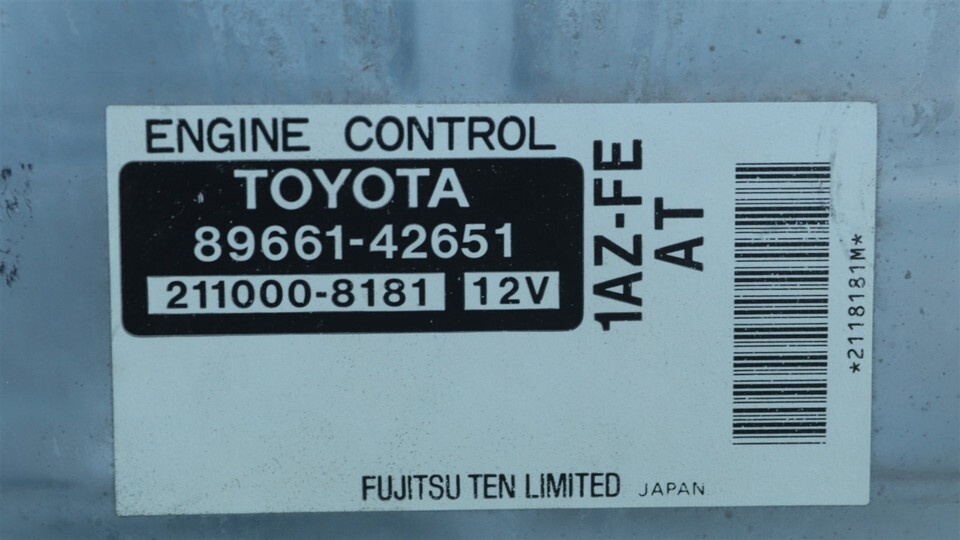 ENGINE CONTROL
TOYOTA
89661-42651
211000-8181 12V
1AZ-FE
AT
*2118181M*
FUJITSU TEN LIMITED JAPAN